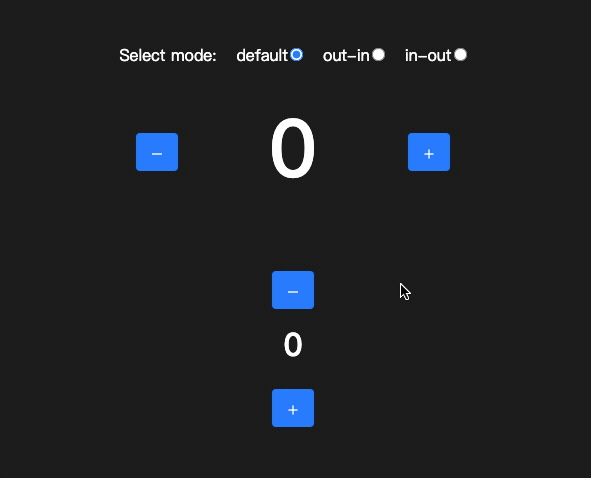 Select mode: default out-in in-out
− 0 +
−
0
+